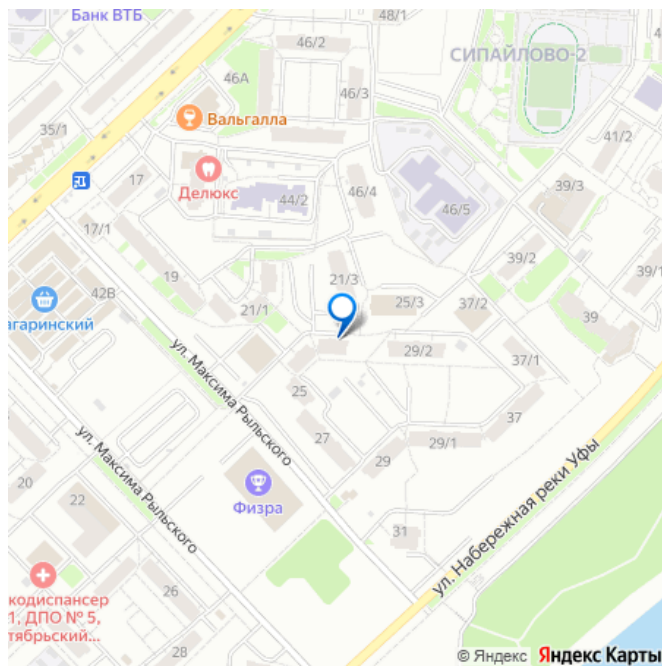 Банк ВТБ
48/1
46/2
46А
46/3
СИПАЙЛОВО-2
Вальгалла
35/1
41/2
17
Делюкс
44/2
46/4
46/5
39/3
17/1
39/2
19
21/3
39/1
42В
агаринский
21/1
25/3
37/2
39
29/2
37/1
ул. Максима Рыльского
25
37
27
29/1
29
ул. Максима Рыльского
20
22
Физра
31
ул. Набережная реки Уфы
кодиспансер
1, ДПО № 5,
тябрьский...
26
28
© Яндекс Яндекс Карты